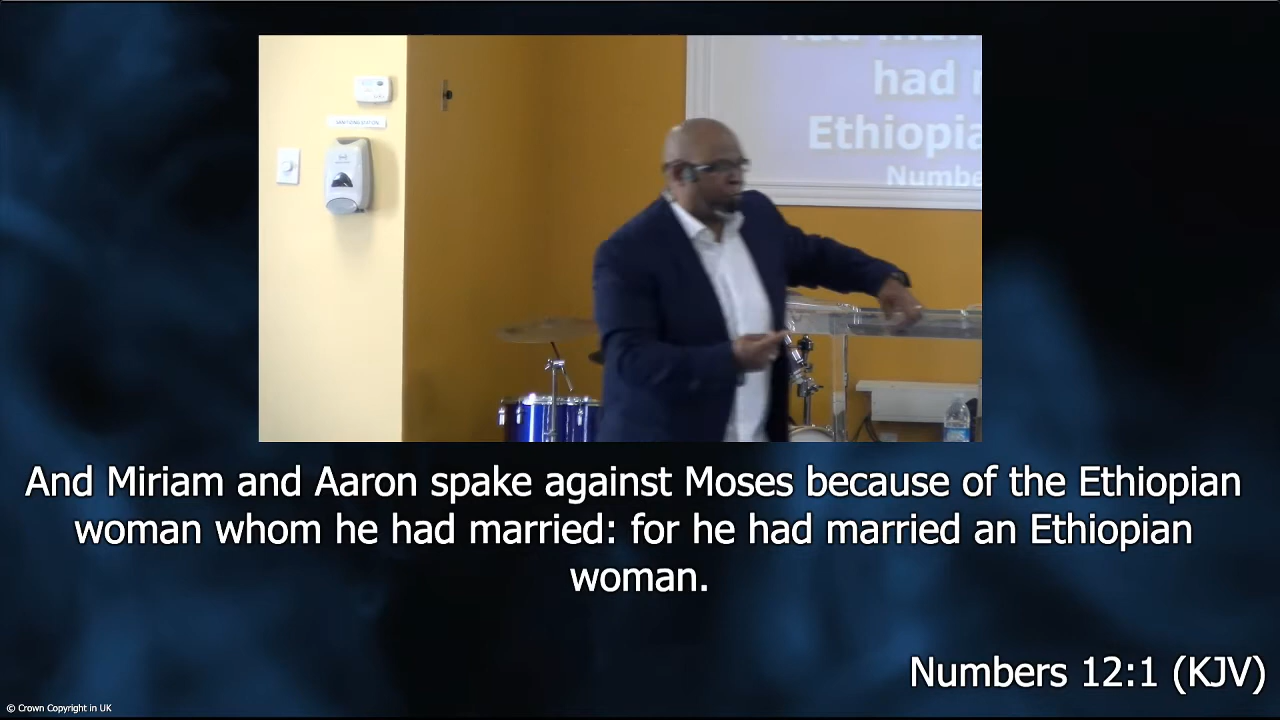 had
Ethiopia
Numbe
And Miriam and Aaron spake against Moses because of the Ethiopian
woman whom he had married: for he had married an Ethiopian
woman.
Numbers 12:1 (KJV)
© Crown Copyright in UK